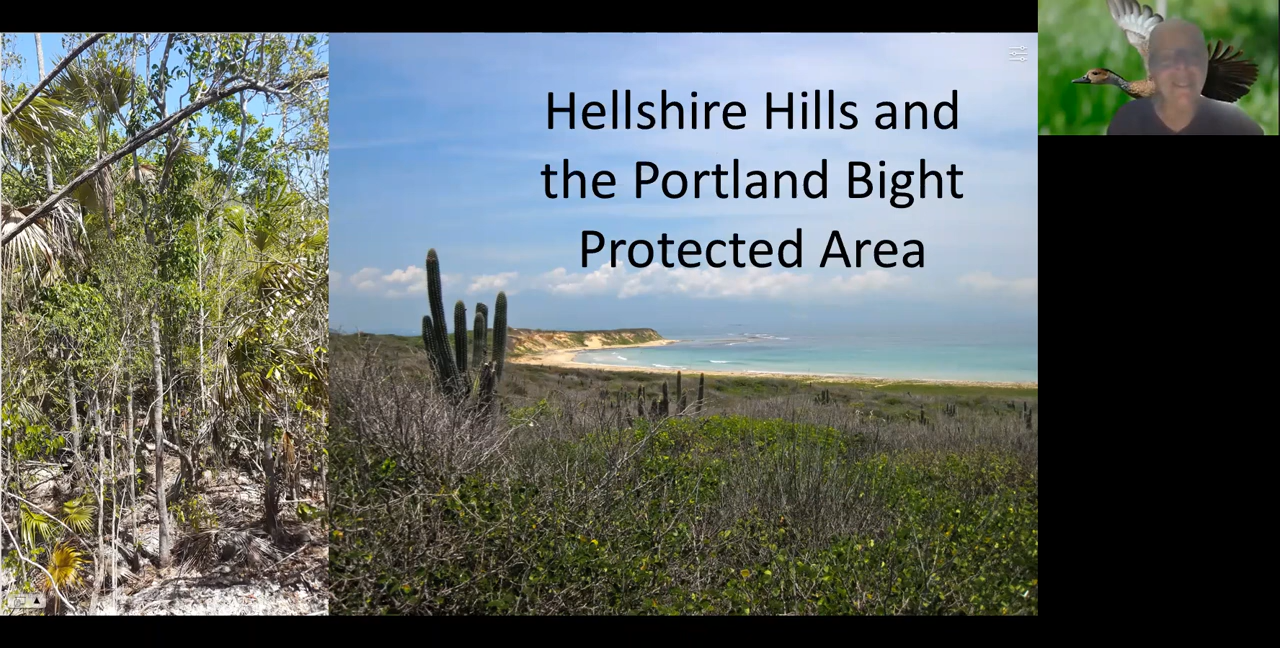 Hellshire Hills and
the Portland Bight
Protected Area